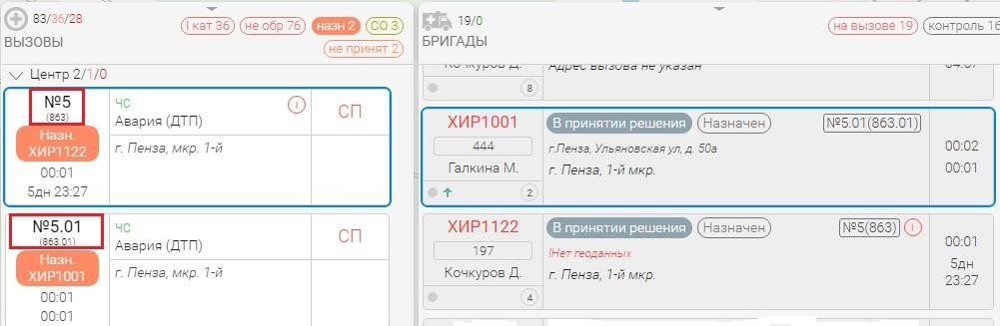 83/36/28
I кат 36
не обр 76
назн 2
СО 3
ВЫЗОВЫ
не принят 2
Центр 2/1/0
№5
(863)
Назн.
ХИР1122
00:01
5дн 23:27
ЧС
I
Авария (ДТП)
СП
г. Пенза, мкр. 1-й
№5.01
(863.01)
Назн.
ХИР1001
00:01
00:01
ЧС
Авария (ДТП)
СП
г. Пенза, мкр. 1-й
19/0
на вызове 19
контроль 16
БРИГАДЫ
Кочкуров Д.
Адрес вызова не указан
8
ХИР1001
В принятии решения
Назначен
№5.01(863.01)
444
г.Пенза, Ульяновская ул, д. 50а
00:02
Галкина М.
г. Пенза, 1-й мкр.
00:01
2
ХИР1122
В принятии решения
Назначен
№5(863)
I
197
!Нет геоданных
00:01
Кочкуров Д.
г. Пенза, 1-й мкр.
5дн
23:27
4